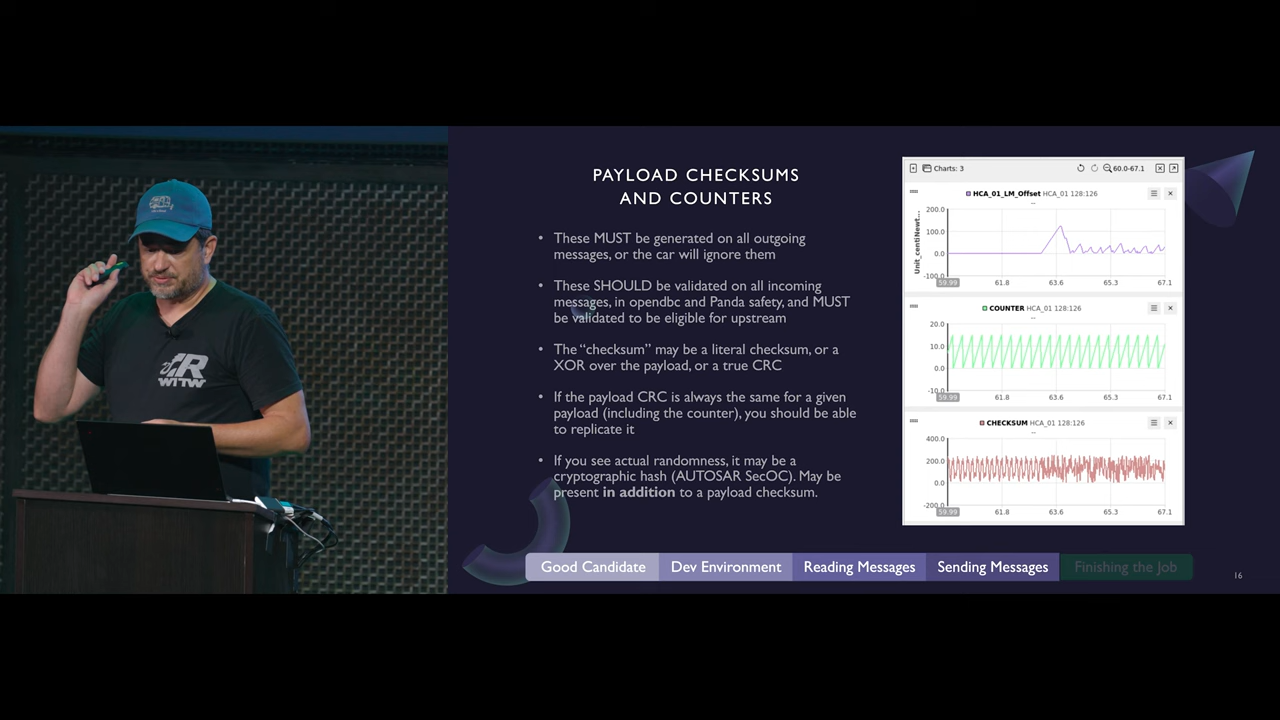 PAYLOAD CHECKSUMS
AND COUNTERS
• These MUST be generated on all outgoing
messages, or the car will ignore them
• These SHOULD be validated on all incoming
messages, in opendbc and Panda safety, and MUST
be validated to be eligible for upstream
• The “checksum” may be a literal checksum, or a
XOR over the payload, or a true CRC
• If the payload CRC is always the same for a given
payload (including the counter), you should be able
to replicate it
• If you see actual randomness, it may be a
cryptographic hash (AUTOSAR SecOC). May be
present in addition to a payload checksum.
Charts: 3
60.0-67.1
HCA_01_LM_Offset HCA_01 128:126
Unit_centiNewt...
200.0
100.0
0.0
-100.0
59.99 61.8 63.6 65.3 67.1
COUNTER HCA_01 128:126
20.0
10.0
0.0
-10.0
59.99 61.8 63.6 65.3 67.1
CHECKSUM HCA_01 128:126
400.0
200.0
0.0
-200.0
59.99 61.8 63.6 65.3 67.1
Good Candidate Dev Environment Reading Messages Sending Messages Finishing the Job
16